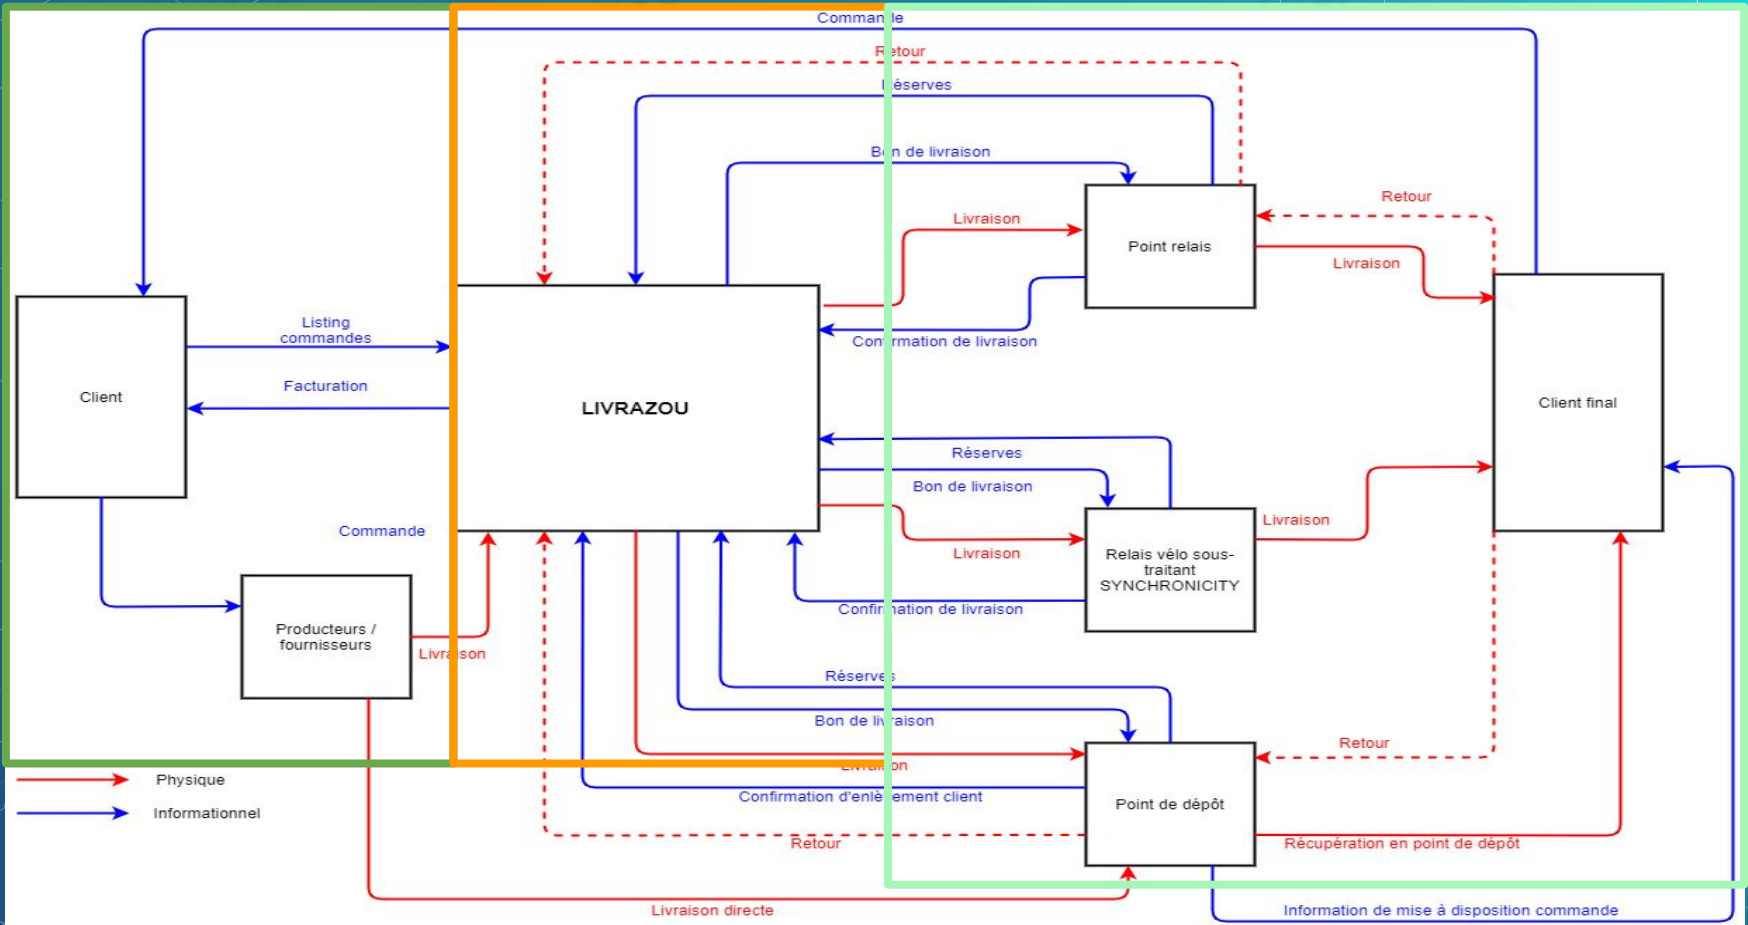 Commande
Retour
Réserves
Bon de livraison
Livraison
Retour
Point relais
Livraison
Listing
commandes
Confirmation de livraison
Facturation
Client
LIVRAZOU
Client final
Réserves
Bon de livraison
Livraison
Commande
Livraison
Relais vélo sous-
traitant
SYNCHRONICITY
Confirmation de livraison
Producteurs /
fournisseurs
Livraison
Réserves
Bon de livraison
Retour
Livraison
Physique
Confirmation d'enlèvement client
Point de dépôt
Informationnel
Retour
Récupération en point de dépôt
Livraison directe
Information de mise à disposition commande